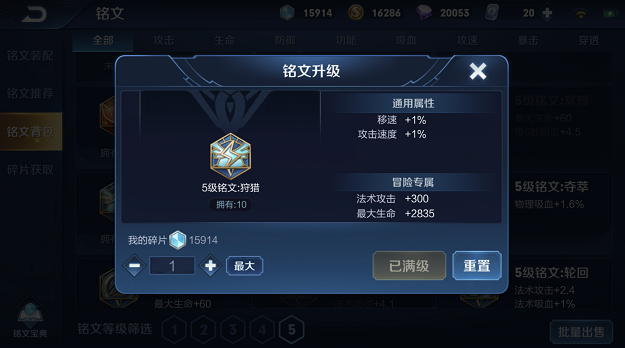 铭文
15914
16286
20053
20
全部
攻击
生命
防御
功能
吸血
攻速
暴击
穿透
铭文装配
铭文推荐
铭文背包
碎片获取
铭文宝典
铭文升级
5级铭文:狩猎
拥有:10
通用属性
移速 +1%
攻击速度 +1%
冒险专属
法术攻击 +300
最大生命 +2835
我的碎片 15914
1
最大
已满级
重置
5级铭文:夺萃
物理吸血+1.6%
5级铭文:轮回
法术攻击+2.4
法术吸血+1%
最大生命+60
铭文等级筛选
1
2
3
4
5
批量出售